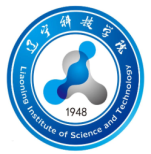 辽宁科技学院
1948
Liaoning Institute of Science and Technology